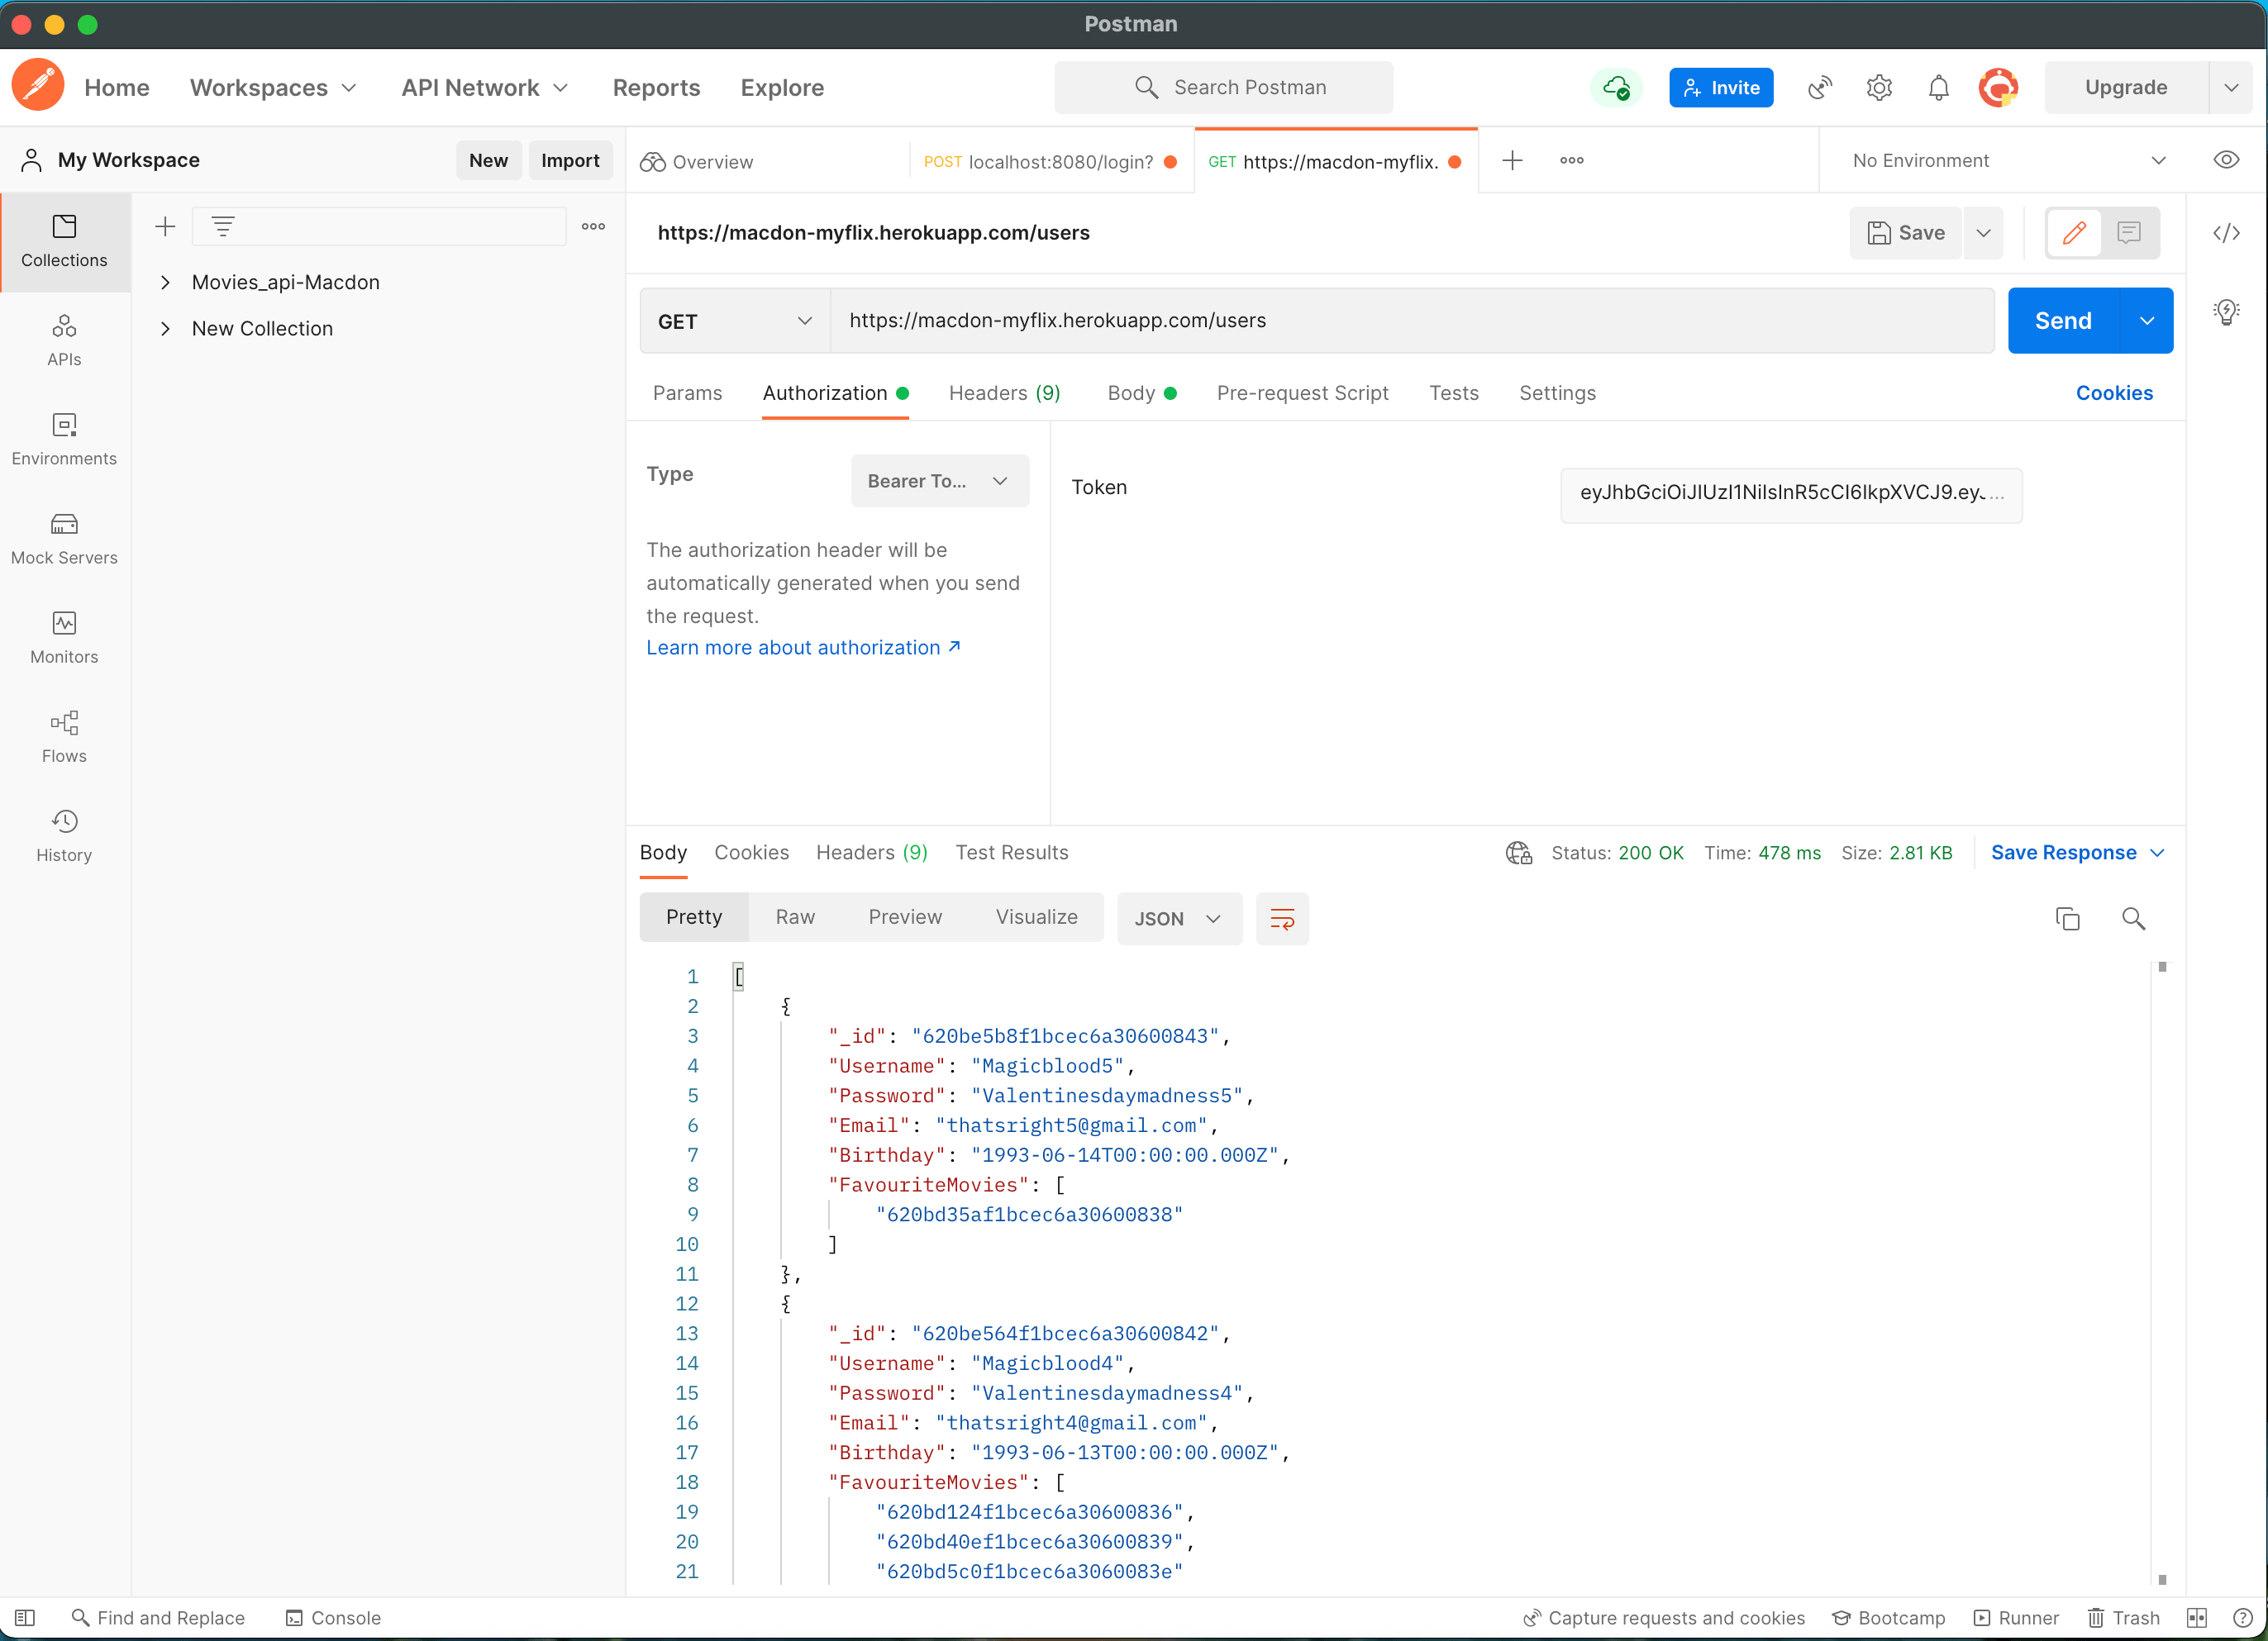 Postman
Home Workspaces API Network Reports Explore Search Postman Invite Upgrade
My Workspace New Import Overview POST localhost:8080/login? GET https://macdon-myflix. No Environment
https://macdon-myflix.herokuapp.com/users Save
Collections
Movies_api-Macdon
New Collection
GET https://macdon-myflix.herokuapp.com/users Send
APIs
Params Authorization Headers (9) Body Pre-request Script Tests Settings Cookies
Environments
Type Bearer To... Token eyJhbGciOiJIUzI1NiIsInR5cCI6IkpXVCJ9.eyJ...
Mock Servers
The authorization header will be
automatically generated when you send
the request.
Learn more about authorization
Monitors
Flows
History
Body Cookies Headers (9) Test Results Status: 200 OK Time: 478 ms Size: 2.81 KB Save Response
Pretty Raw Preview Visualize JSON
1 [
2 {
3 "_id": "620be5b8f1bcec6a30600843",
4 "Username": "Magicblood5",
5 "Password": "Valentinesdaymadness5",
6 "Email": "thatsright5@gmail.com",
7 "Birthday": "1993-06-14T00:00:00.000Z",
8 "FavouriteMovies": [
9 "620bd35af1bcec6a30600838"
10 ]
11 },
12 {
13 "_id": "620be564f1bcec6a30600842",
14 "Username": "Magicblood4",
15 "Password": "Valentinesdaymadness4",
16 "Email": "thatsright4@gmail.com",
17 "Birthday": "1993-06-13T00:00:00.000Z",
18 "FavouriteMovies": [
19 "620bd124f1bcec6a30600836",
20 "620bd40ef1bcec6a30600839",
21 "620bd5c0f1bcec6a3060083e"
Find and Replace Console Capture requests and cookies Bootcamp Runner Trash